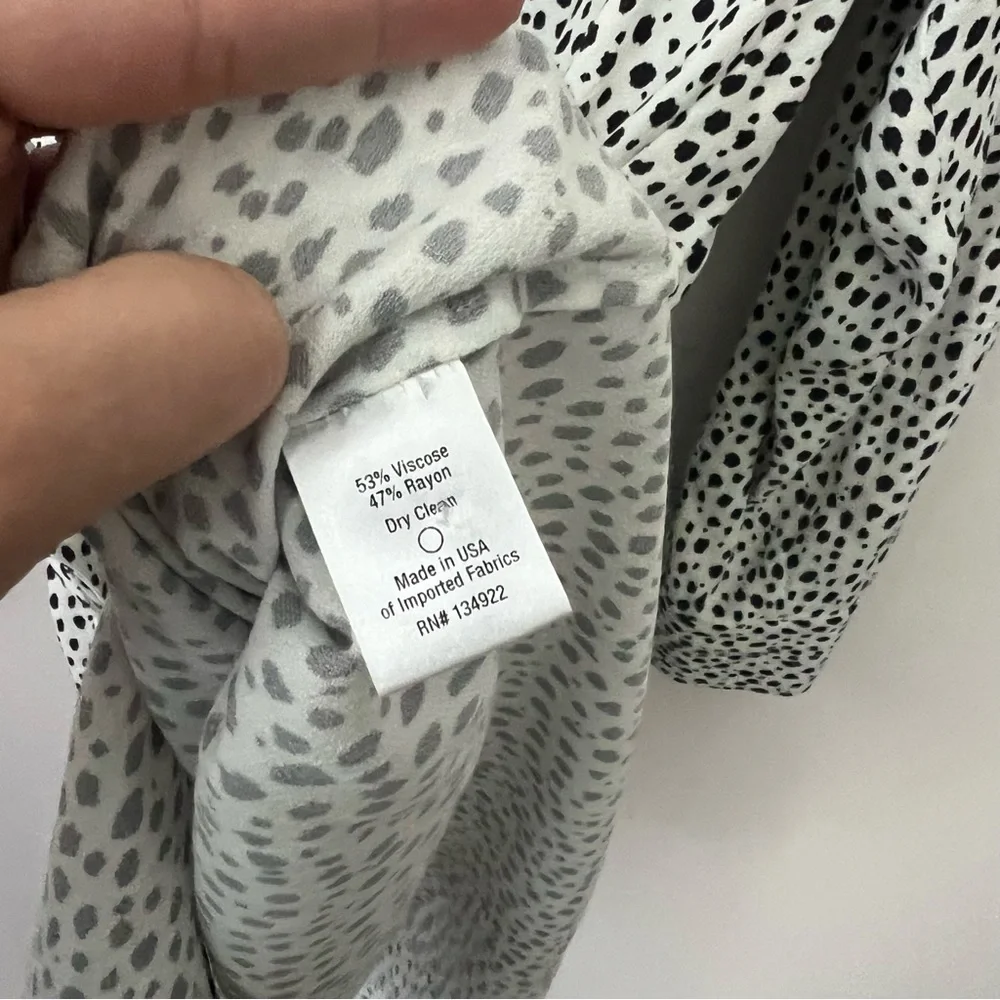 53% Viscose
47% Rayon
Dry Clean
Made in USA
of Imported Fabrics
RN# 134922